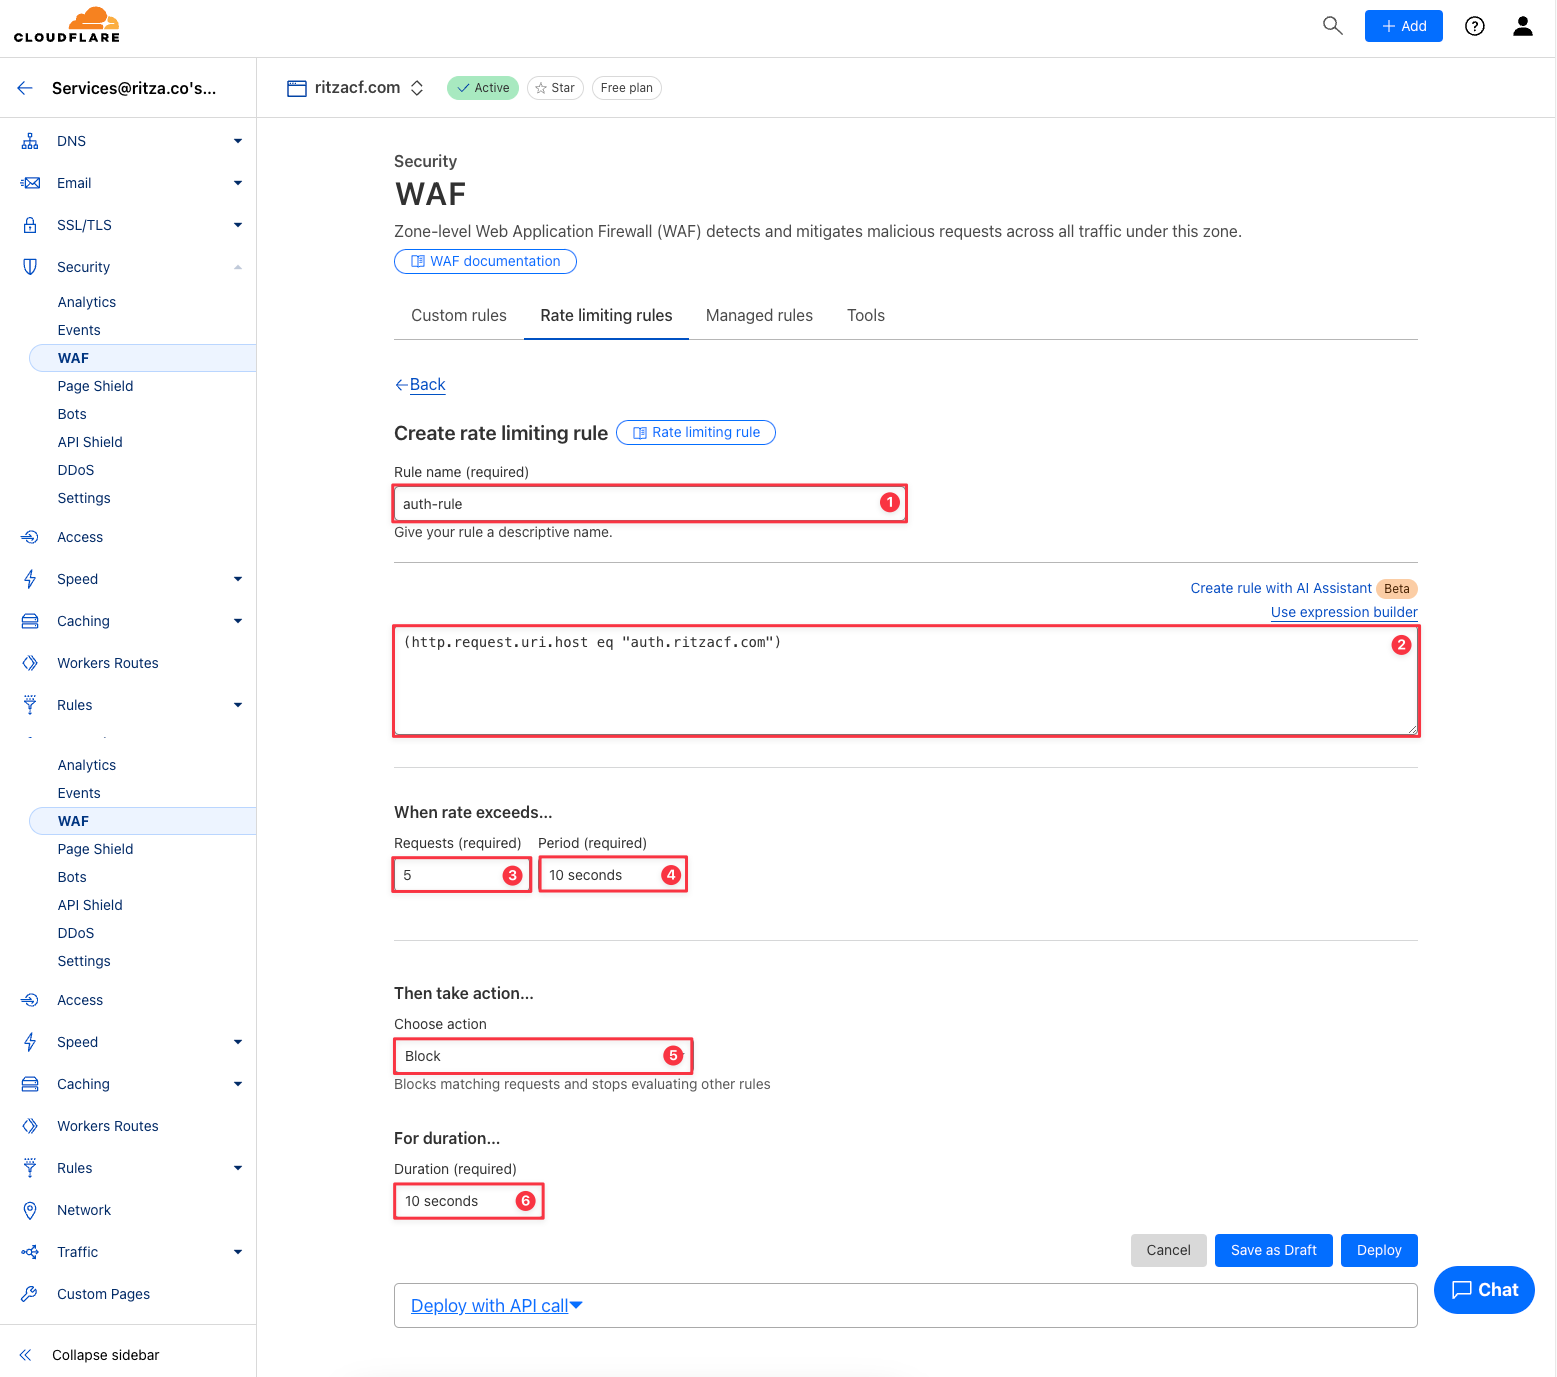 CLOUDFLARE
Add
Services@ritza.co's...
ritzacf.com
Active
Star
Free plan
DNS
Email
SSL/TLS
Security
Analytics
Events
WAF
Page Shield
Bots
API Shield
DDoS
Settings
Access
Speed
Caching
Workers Routes
Rules
Analytics
Events
WAF
Page Shield
Bots
API Shield
DDoS
Settings
Access
Speed
Caching
Workers Routes
Rules
Network
Traffic
Custom Pages
Collapse sidebar
Security
WAF
Zone-level Web Application Firewall (WAF) detects and mitigates malicious requests across all traffic under this zone.
WAF documentation
Custom rules Rate limiting rules Managed rules Tools
Back
Create rate limiting rule Rate limiting rule
Rule name (required)
auth-rule 1
Give your rule a descriptive name.
Create rule with AI Assistant Beta
Use expression builder
(http.request.uri.host eq "auth.ritzacf.com") 2
When rate exceeds...
Requests (required) Period (required)
5 3 10 seconds 4
Then take action...
Choose action
Block 5
Blocks matching requests and stops evaluating other rules
For duration...
Duration (required)
10 seconds 6
Cancel Save as Draft Deploy
Deploy with API call
Chat